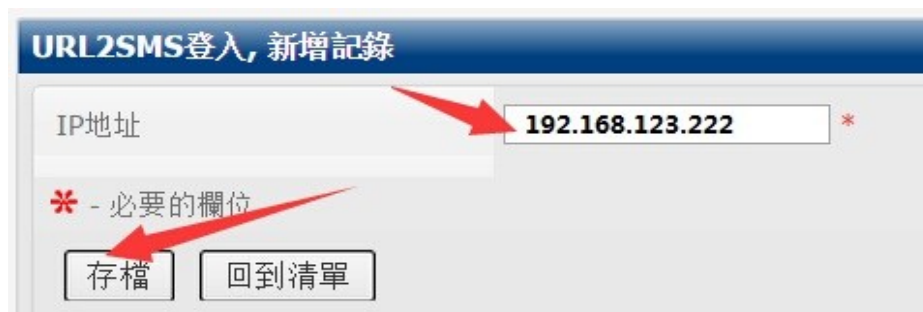 URL2SMS登入, 新增記錄
IP地址 192.168.123.222 *
* - 必要的欄位
存檔 回到清單